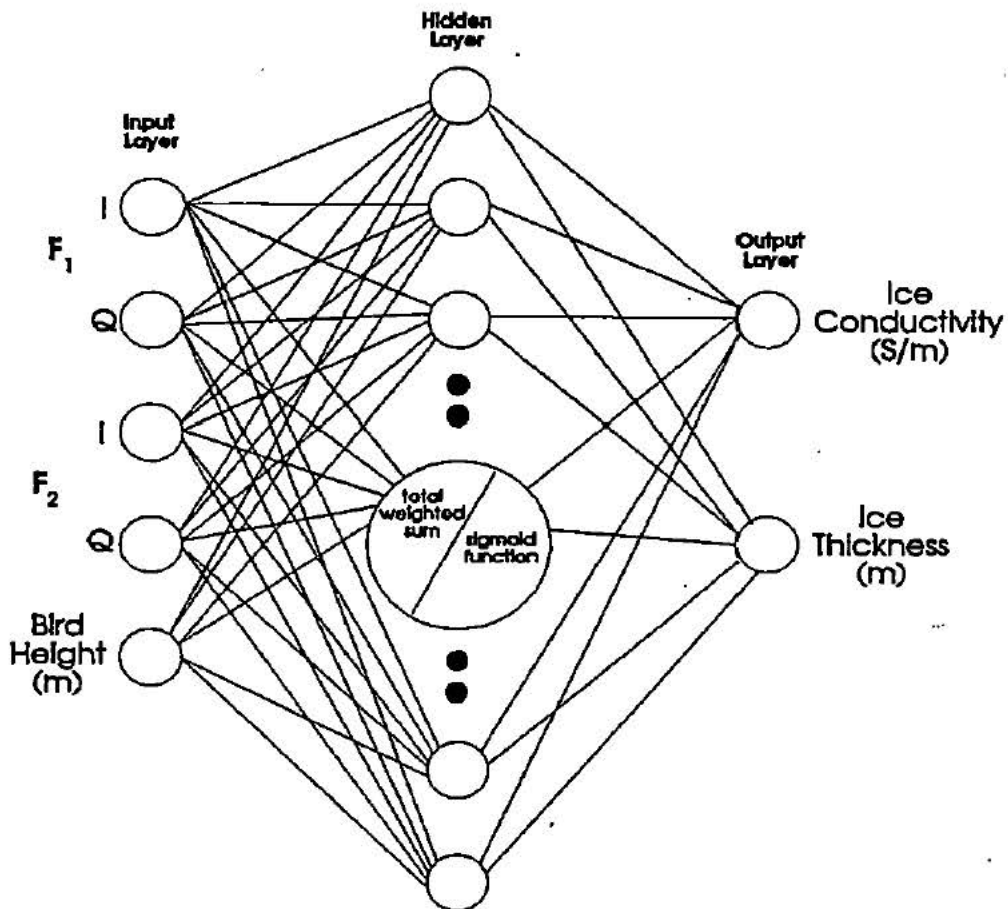 Hidden
Layer
Input
Layer
I
F1
Q
I
F2
Q
Bird
Height
(m)
total
weighted
sum
sigmoid
function
Output
Layer
Ice
Conductivity
(S/m)
Ice
Thickness
(m)